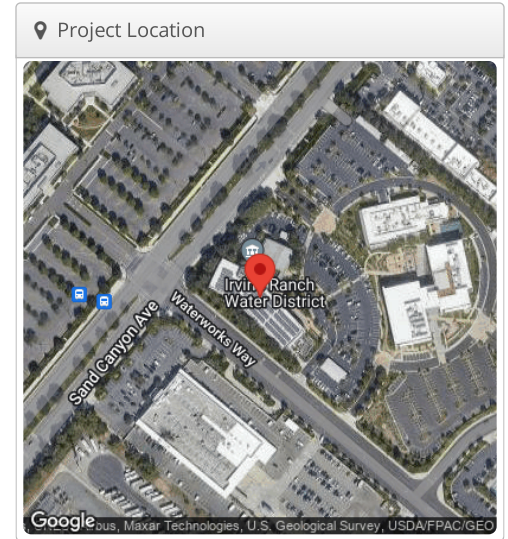 Project Location
Irvine Ranch
Water District
Waterworks Way
Sand Canyon Ave
Google
Maxar Technologies, U.S. Geological Survey, USDA/FPAC/GEO